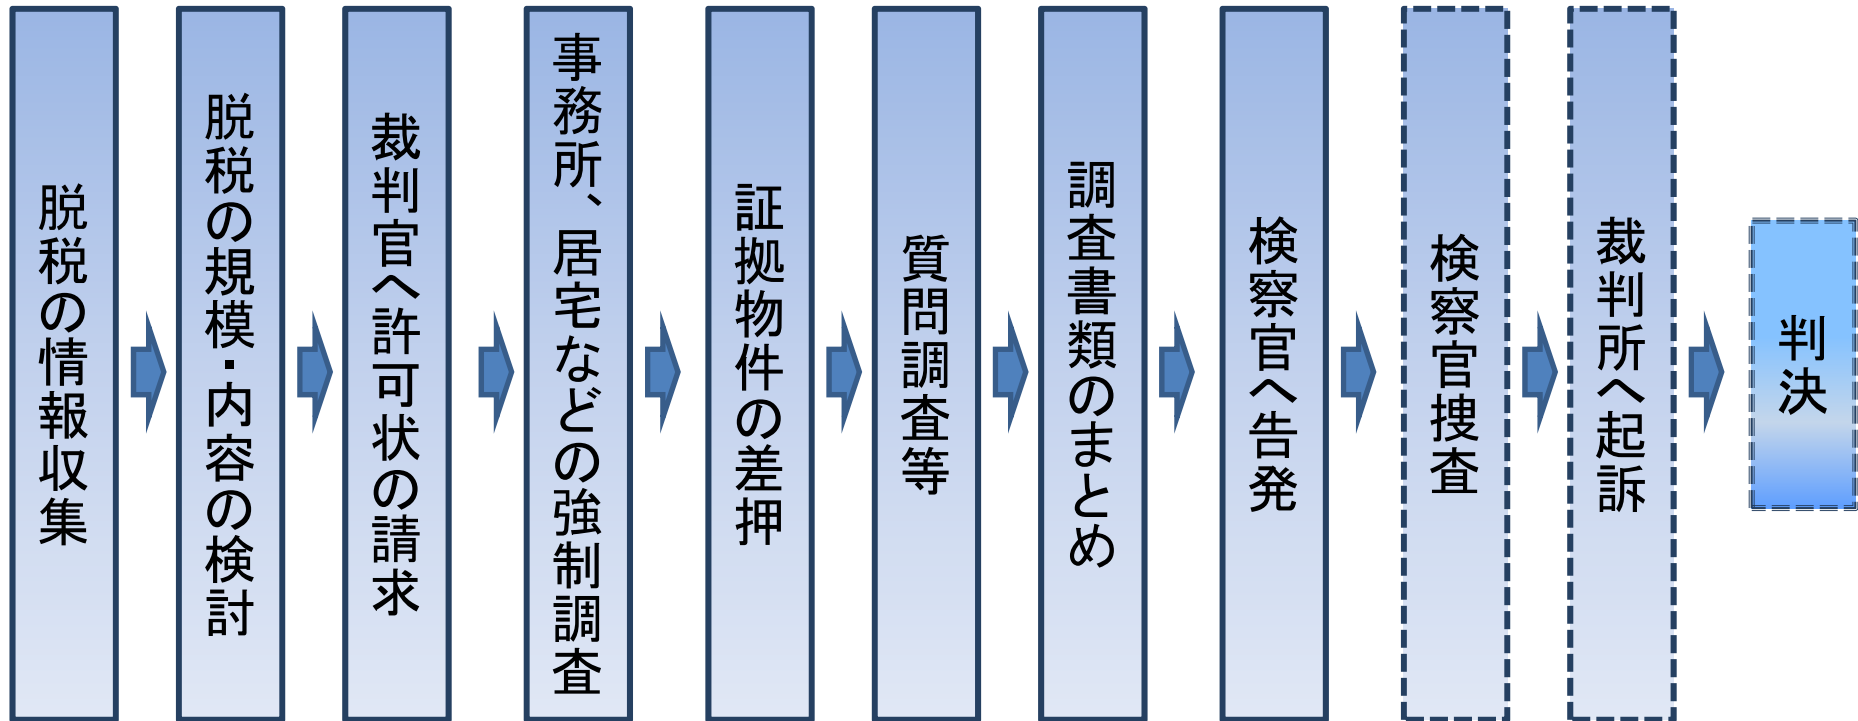 脱税の情報収集
脱税の規模・内容の検討
裁判官へ許可状の請求
事務所、居宅などの強制調査
証拠物件の差押
質問調査等
調査書類のまとめ
検察官へ告発
検察官捜査
裁判所へ起訴
判決